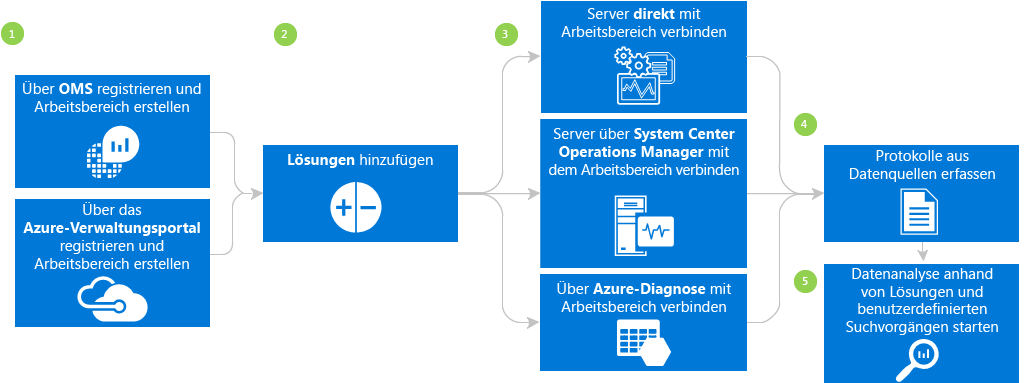 1
Über OMS registrieren und
Arbeitsbereich erstellen
Über das
Azure-Verwaltungsportal
registrieren und
Arbeitsbereich erstellen
2
Lösungen hinzufügen
3
Server direkt mit
Arbeitsbereich verbinden
Server über System Center
Operations Manager mit
dem Arbeitsbereich verbinden
Über Azure-Diagnose mit
Arbeitsbereich verbinden
4
Protokolle aus
Datenquellen erfassen
5
Datenanalyse anhand
von Lösungen und
benutzerdefinierten
Suchvorgängen starten